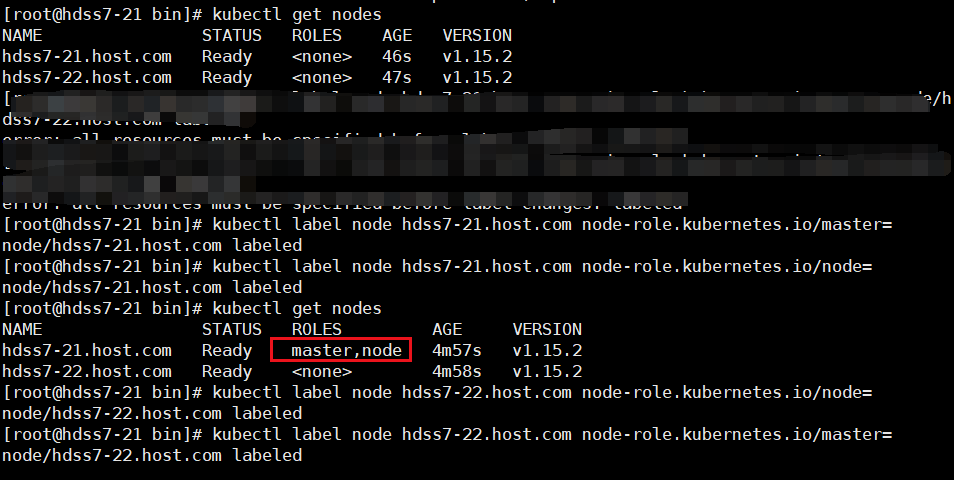 [root@hdss7-21 bin]# kubectl get nodes
NAME STATUS ROLES AGE VERSION
hdss7-21.host.com Ready <none> 46s v1.15.2
hdss7-22.host.com Ready <none> 47s v1.15.2
dss7-22.host.com
error: all resources must be specified before label changes: labeled
[root@hdss7-21 bin]# kubectl label node hdss7-21.host.com node-role.kubernetes.io/master=
node/hdss7-21.host.com labeled
[root@hdss7-21 bin]# kubectl label node hdss7-21.host.com node-role.kubernetes.io/node=
node/hdss7-21.host.com labeled
[root@hdss7-21 bin]# kubectl get nodes
NAME STATUS ROLES AGE VERSION
hdss7-21.host.com Ready master,node 4m57s v1.15.2
hdss7-22.host.com Ready <none> 4m58s v1.15.2
[root@hdss7-21 bin]# kubectl label node hdss7-22.host.com node-role.kubernetes.io/node=
node/hdss7-22.host.com labeled
[root@hdss7-21 bin]# kubectl label node hdss7-22.host.com node-role.kubernetes.io/master=
node/hdss7-22.host.com labeled